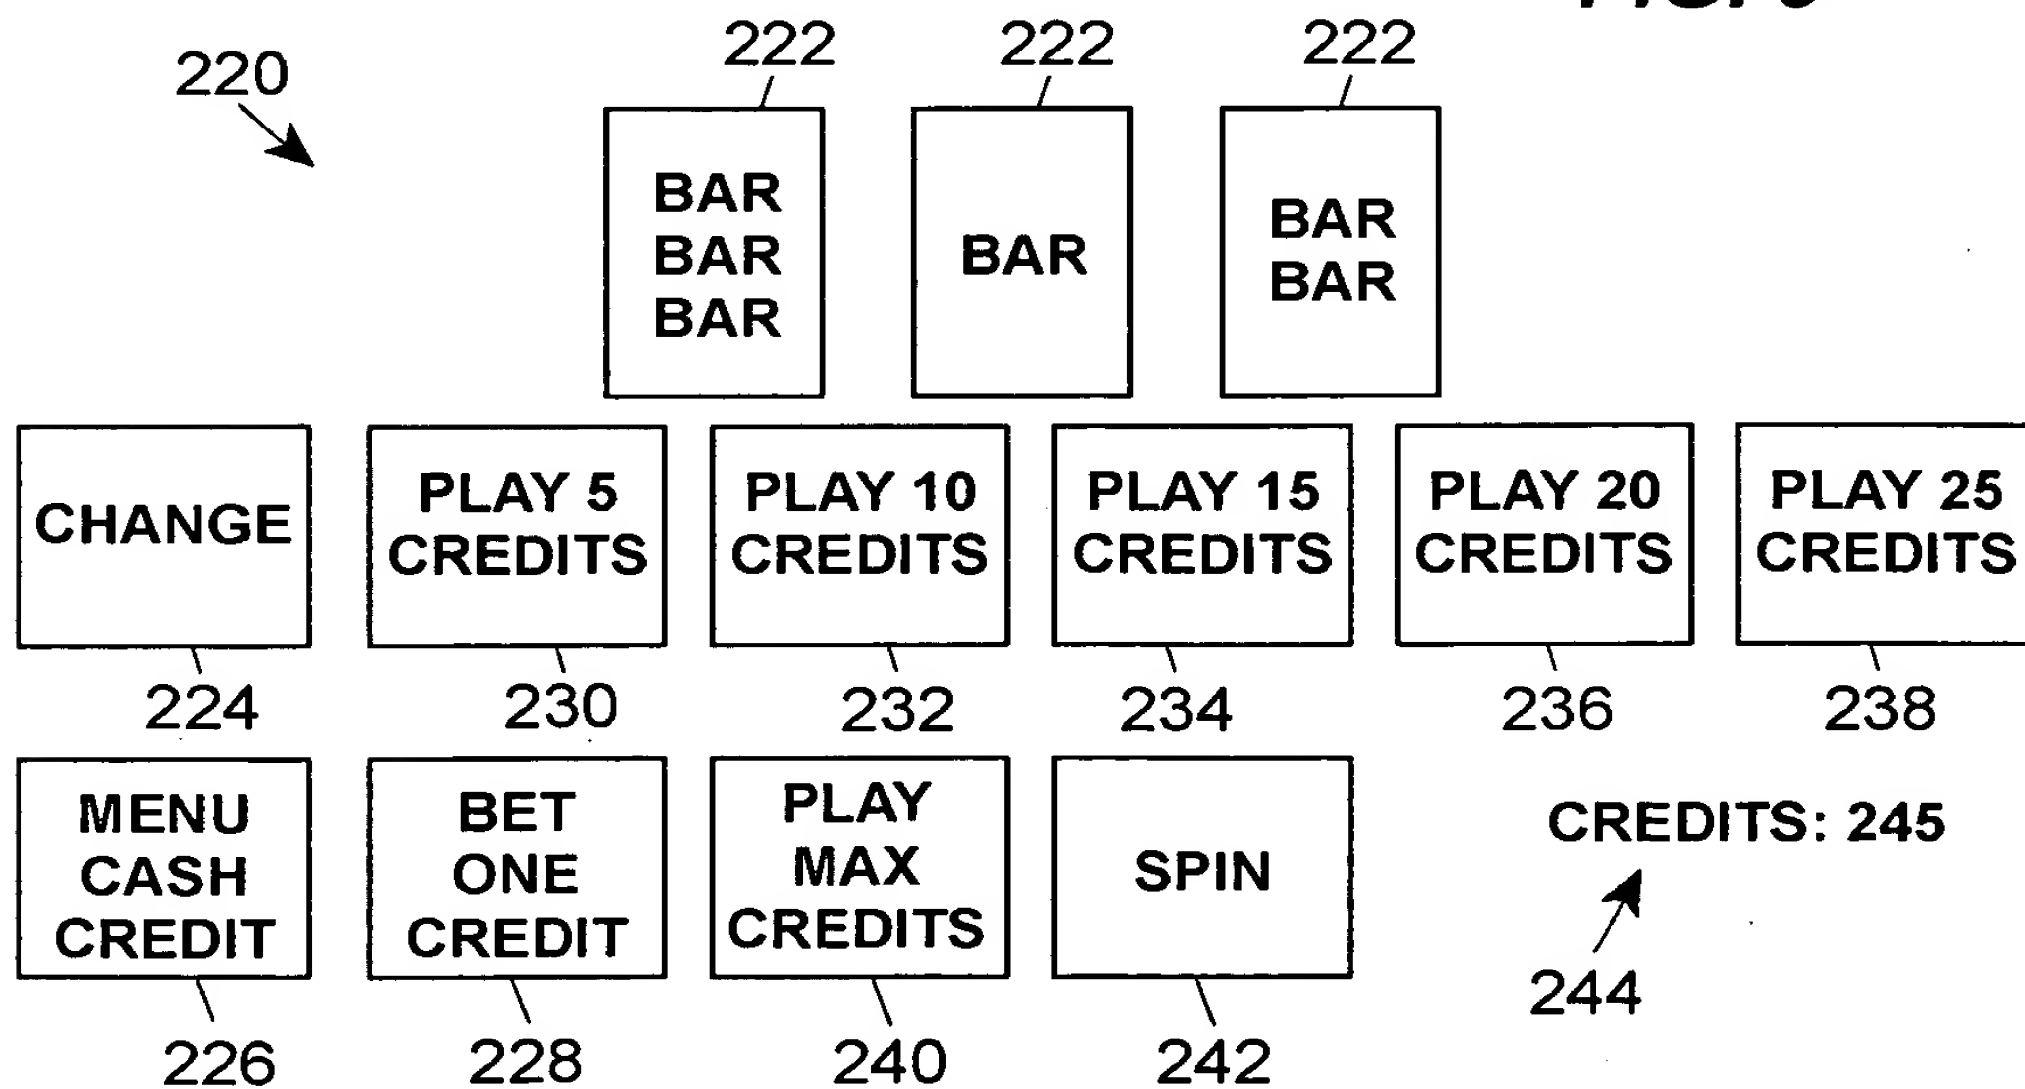 220
222 222 222
BAR
BAR
BAR
BAR
BAR
BAR
CHANGE
PLAY 5
CREDITS
PLAY 10
CREDITS
PLAY 15
CREDITS
PLAY 20
CREDITS
PLAY 25
CREDITS
224 230 232 234 236 238
MENU
CASH
CREDIT
BET
ONE
CREDIT
PLAY
MAX
CREDITS
SPIN
CREDITS: 245
244
226 228 240 242